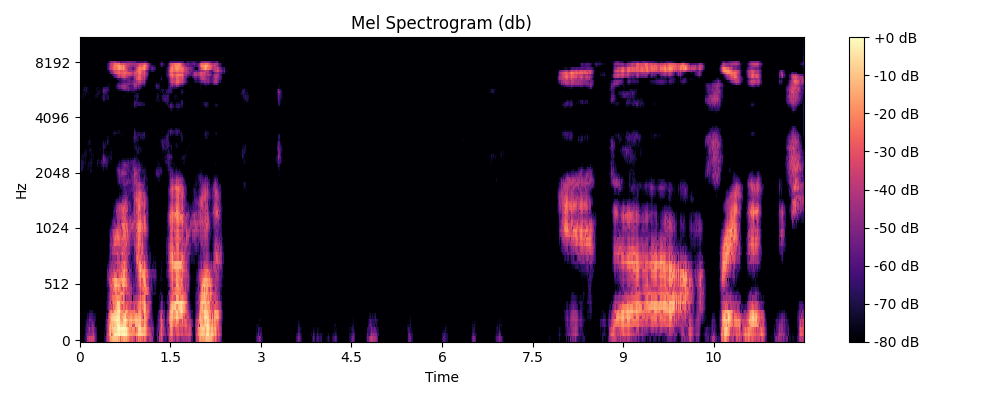 Mel Spectrogram (db)
8192
4096
2048
1024
512
0
Hz
0 1.5 3 4.5 6 7.5 9 10
Time
+0 dB
-10 dB
-20 dB
-30 dB
-40 dB
-50 dB
-60 dB
-70 dB
-80 dB